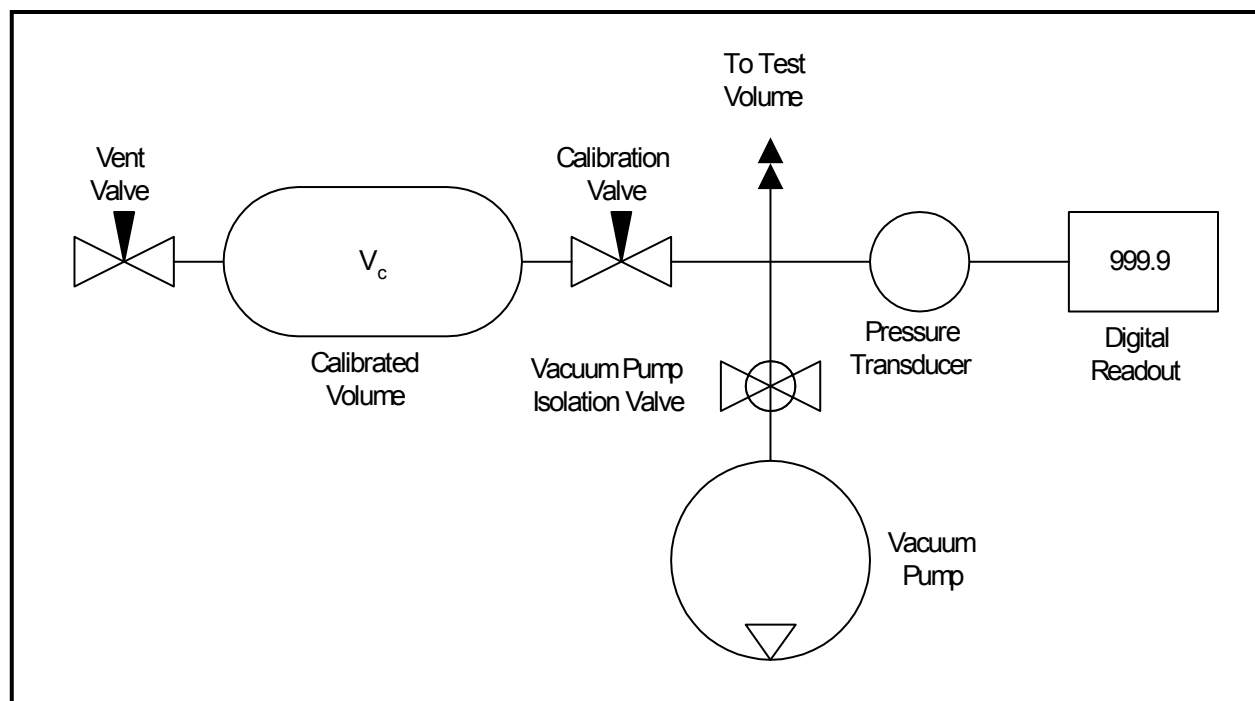 To Test
Volume
Vent
Valve
Calibration
Valve
V_c
999.9
Calibrated
Volume
Vacuum Pump
Isolation Valve
Pressure
Transducer
Digital
Readout
Vacuum
Pump